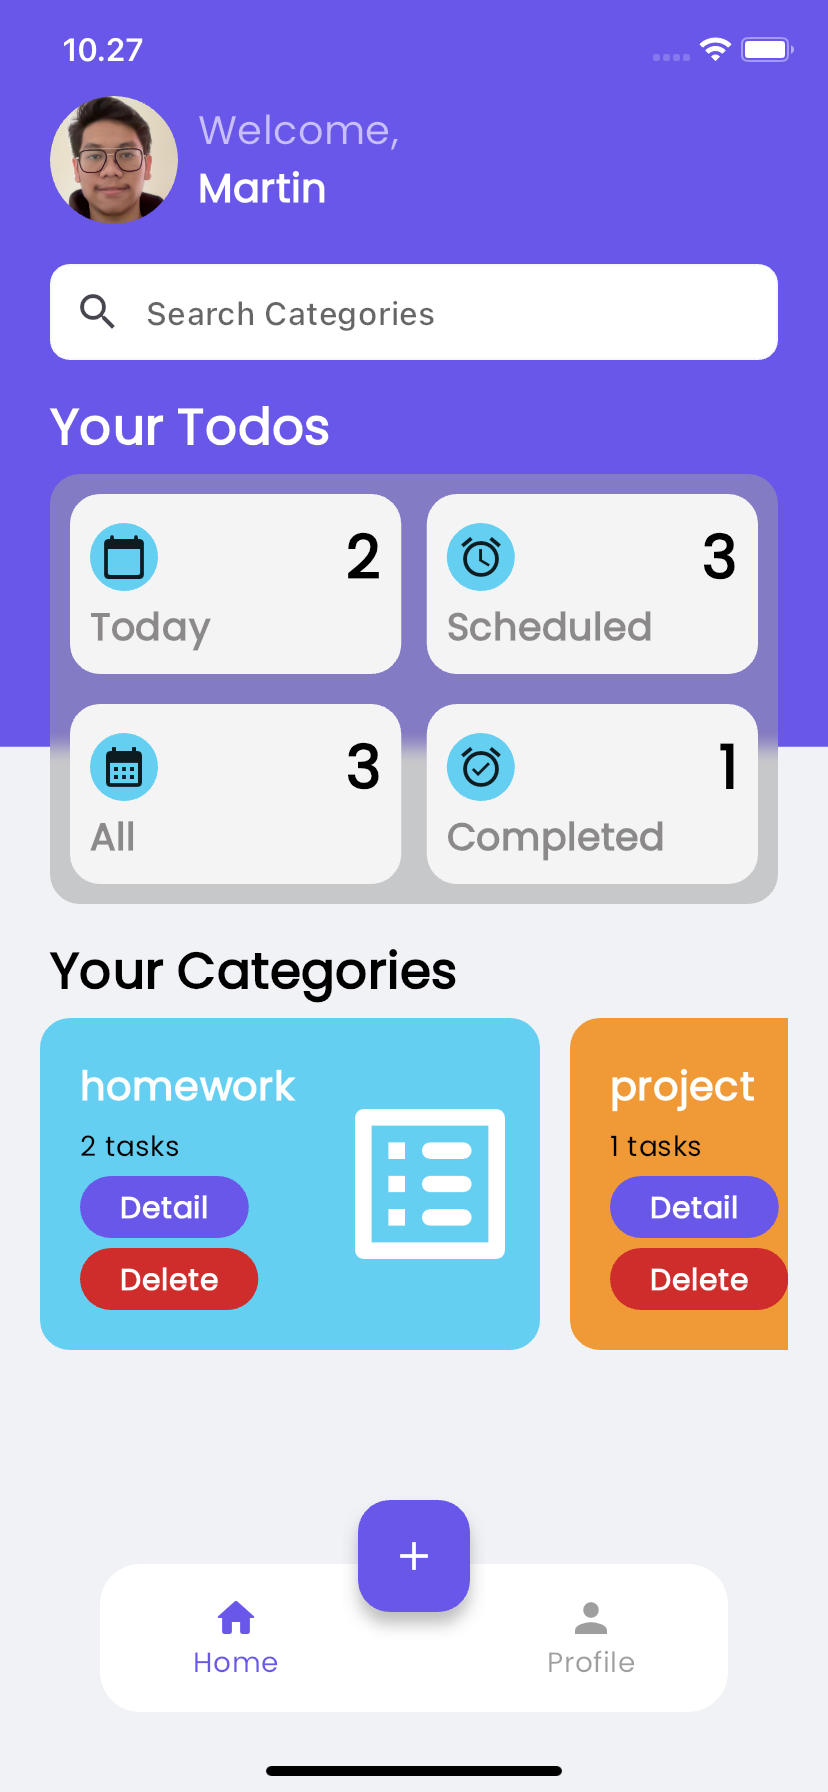 10.27
Welcome,
Martin
Search Categories
Your Todos
2
Today
3
Scheduled
3
All
1
Completed
Your Categories
homework
2 tasks
Detail
Delete
project
1 tasks
Detail
Delete
+
Home
Profile